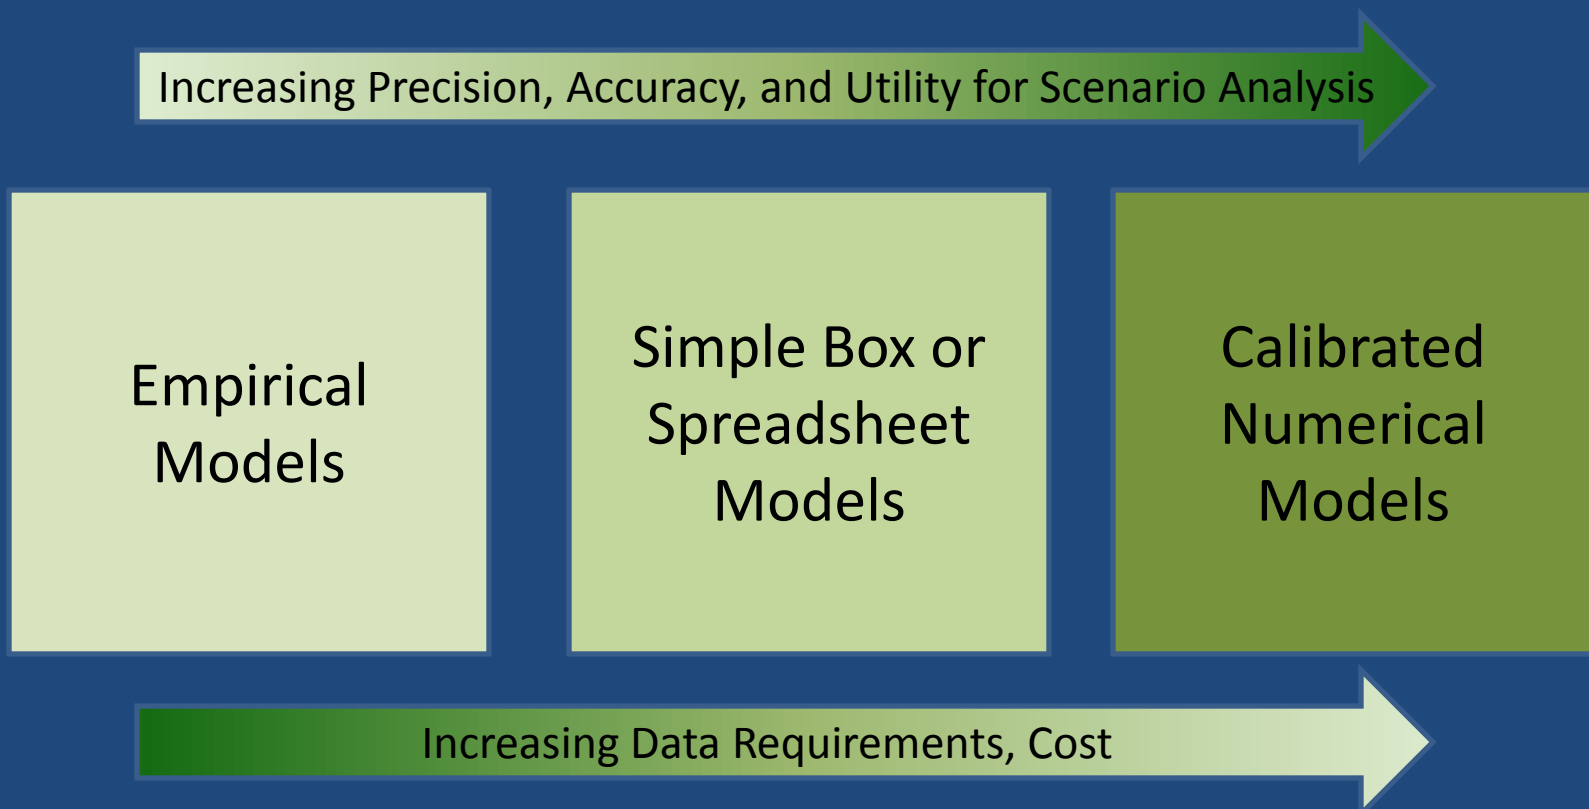 Increasing Precision, Accuracy, and Utility for Scenario Analysis
Empirical
Models
Simple Box or
Spreadsheet
Models
Calibrated
Numerical
Models
Increasing Data Requirements, Cost